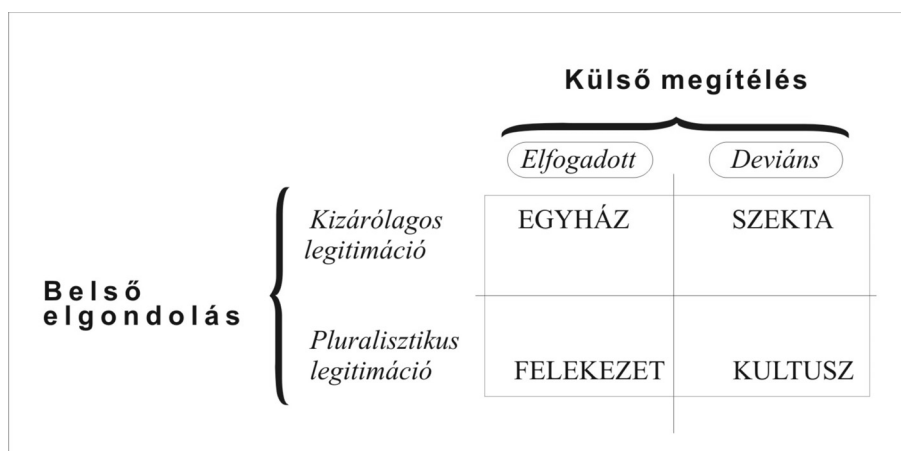 Külső megítélés
Elfogadott Deviáns
Kizárólagos
legitimáció
EGYHÁZ SZEKTA
Belső
elgondolás
Pluralisztikus
legitimáció
FELEKEZET KULTUSZ